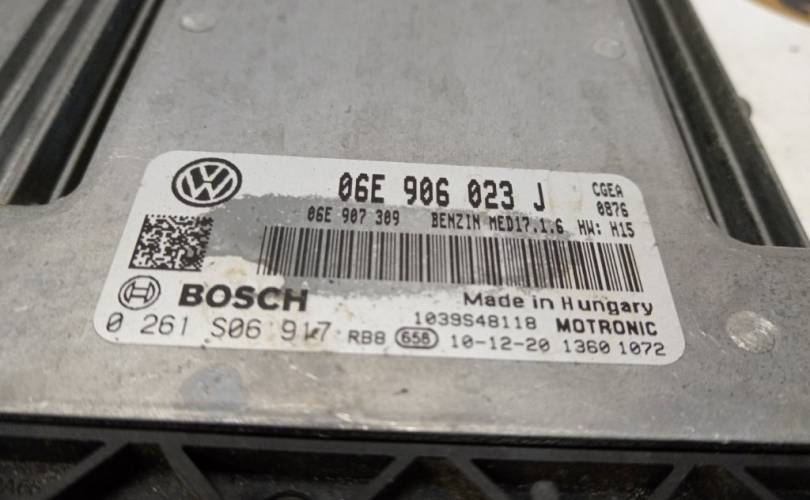 06E 906 023 J CGEA
0876
06E 907 309 BENZIN MED17.1.6 HW: H15
BOSCH Made in Hungary
1039S48118 MOTRONIC
0 261 S06 917 RB8 656 10-12-20 1360 1072